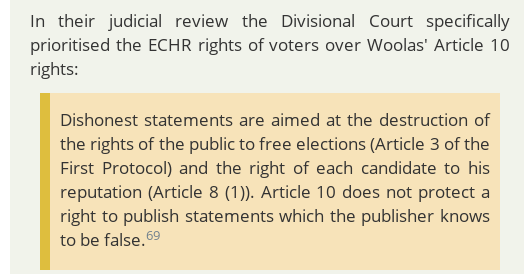 In their judicial review the Divisional Court specifically
prioritised the ECHR rights of voters over Woolas' Article 10
rights:
Dishonest statements are aimed at the destruction of
the rights of the public to free elections (Article 3 of the
First Protocol) and the right of each candidate to his
reputation (Article 8 (1)). Article 10 does not protect a
right to publish statements which the publisher knows
to be false.69